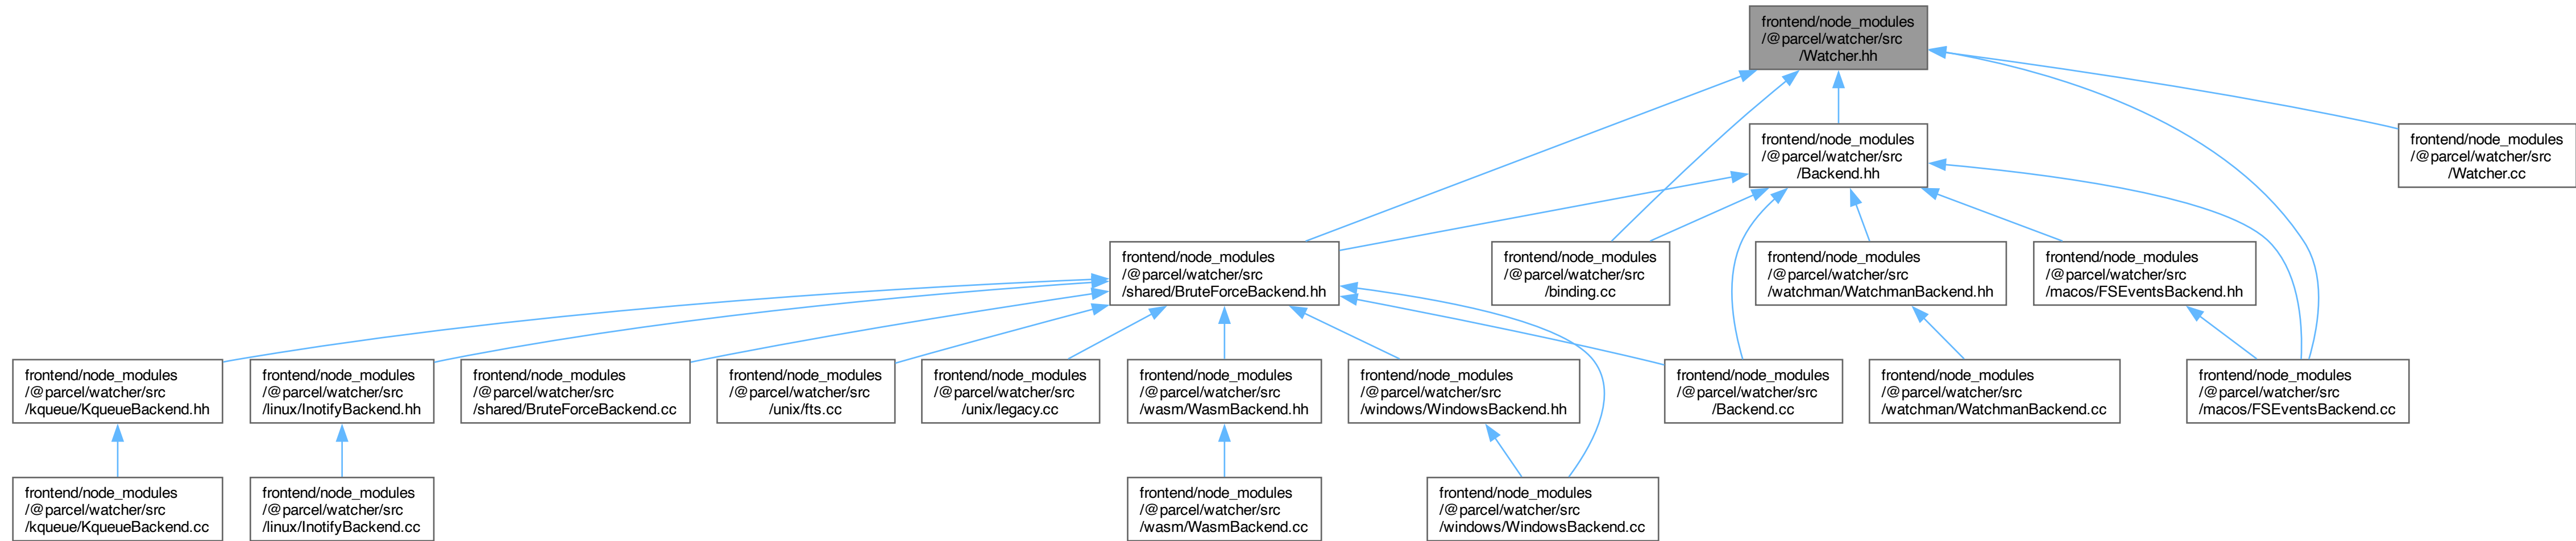 frontend/node_modules
/@parcel/watcher/src
/Watcher.hh
frontend/node_modules
/@parcel/watcher/src
/Backend.hh
frontend/node_modules
/@parcel/watcher/src
/Watcher.cc
frontend/node_modules
/@parcel/watcher/src
/shared/BruteForceBackend.hh
frontend/node_modules
/@parcel/watcher/src
/binding.cc
frontend/node_modules
/@parcel/watcher/src
/watchman/WatchmanBackend.hh
frontend/node_modules
/@parcel/watcher/src
/macos/FSEventsBackend.hh
frontend/node_modules
/@parcel/watcher/src
/kqueue/KqueueBackend.hh
frontend/node_modules
/@parcel/watcher/src
/linux/InotifyBackend.hh
frontend/node_modules
/@parcel/watcher/src
/shared/BruteForceBackend.cc
frontend/node_modules
/@parcel/watcher/src
/unix/fts.cc
frontend/node_modules
/@parcel/watcher/src
/unix/legacy.cc
frontend/node_modules
/@parcel/watcher/src
/wasm/WasmBackend.hh
frontend/node_modules
/@parcel/watcher/src
/windows/WindowsBackend.hh
frontend/node_modules
/@parcel/watcher/src
/Backend.cc
frontend/node_modules
/@parcel/watcher/src
/watchman/WatchmanBackend.cc
frontend/node_modules
/@parcel/watcher/src
/macos/FSEventsBackend.cc
frontend/node_modules
/@parcel/watcher/src
/kqueue/KqueueBackend.cc
frontend/node_modules
/@parcel/watcher/src
/linux/InotifyBackend.cc
frontend/node_modules
/@parcel/watcher/src
/wasm/WasmBackend.cc
frontend/node_modules
/@parcel/watcher/src
/windows/WindowsBackend.cc